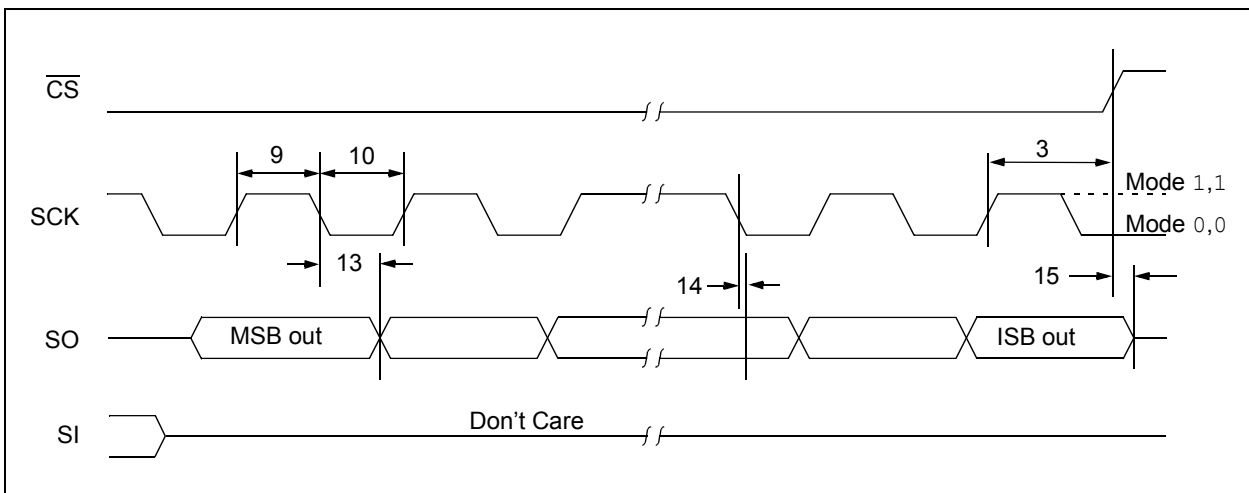 CS
9
10
3
Mode 1,1
SCK
Mode 0,0
13
14
15
SO
MSB out
ISB out
Don't Care
SI